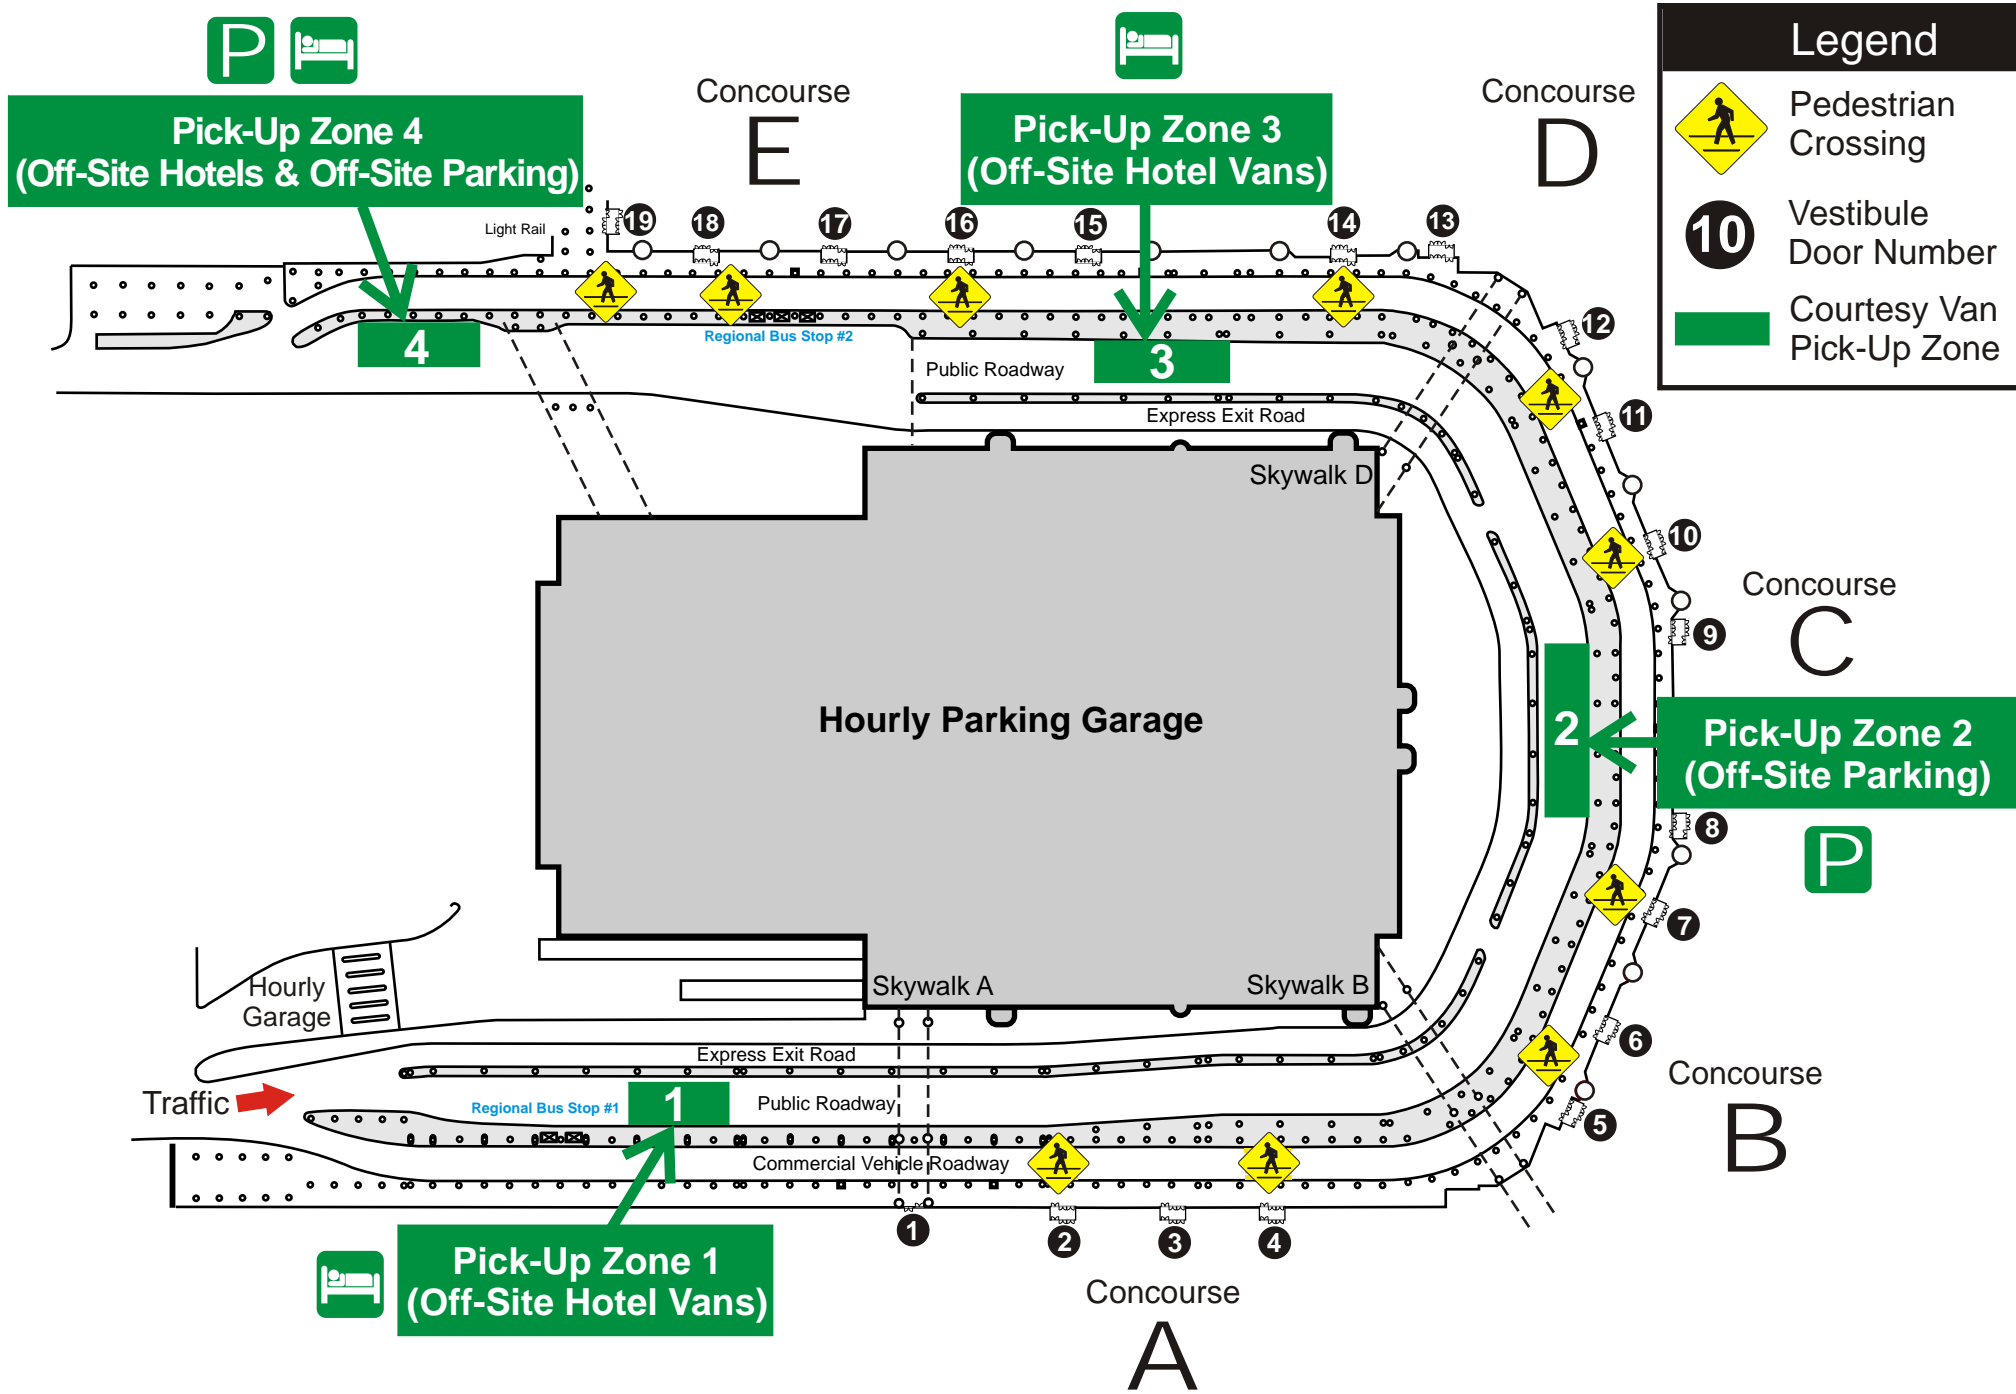 P
Concourse
E
Concourse
D
Legend
Pedestrian
Crossing
10
Vestibule
Door Number
Courtesy Van
Pick-Up Zone
Pick-Up Zone 4
(Off-Site Hotels & Off-Site Parking)
Pick-Up Zone 3
(Off-Site Hotel Vans)
Light Rail
19
18
17
16
15
14
13
12
11
10
9
8
7
6
5
4
Regional Bus Stop #2
3
Public Roadway
Express Exit Road
Skywalk D
Concourse
C
Hourly Parking Garage
2
Pick-Up Zone 2
(Off-Site Parking)
P
Skywalk A
Skywalk B
Hourly
Garage
Express Exit Road
Traffic
Regional Bus Stop #1
1
Public Roadway
Commercial Vehicle Roadway
Concourse
B
1
2
3
4
Pick-Up Zone 1
(Off-Site Hotel Vans)
Concourse
A